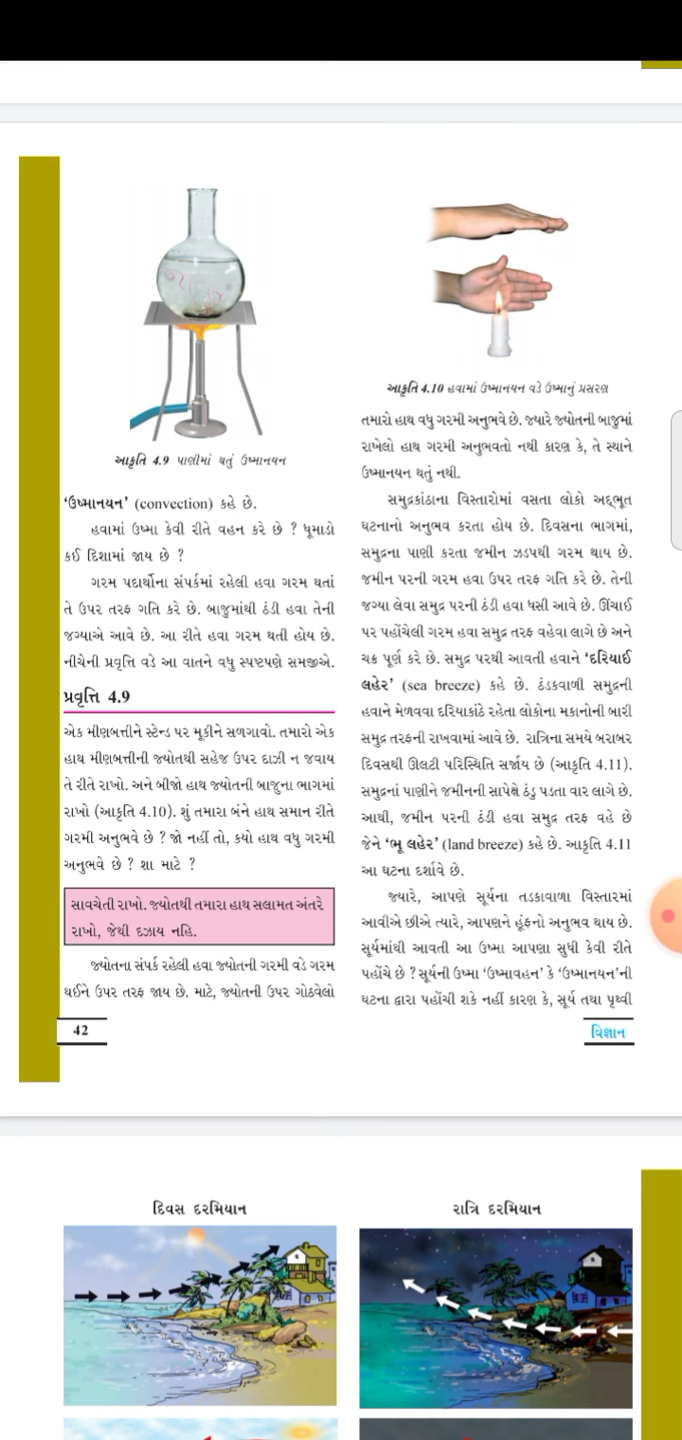 આકૃતિ 4.9 પાણીમાં થતું ઉષ્માનયન
‘ઉષ્માનયન’ (convection) કહે છે.
હવામાં ઉષ્મા કેવી રીતે વહન કરે છે ? ધૂમાડો
કઈ દિશામાં જાય છે ?
ગરમ પદાર્થોના સંપર્કમાં રહેલી હવા ગરમ થતાં
તે ઉપર તરફ ગતિ કરે છે. બાજુમાંથી ઠંડી હવા તેની
જગ્યાએ આવે છે. આ રીતે હવા ગરમ થતી હોય છે.
નીચેની પ્રવૃત્તિ વડે આ વાતને વધુ સ્પષ્ટપણે સમજીએ.
પ્રવૃત્તિ 4.9
એક મીણબત્તીને સ્ટેન્ડ પર મૂકીને સળગાવો. તમારો એક
હાથ મીણબત્તીની જ્યોતથી સહેજ ઉપર દાઝી ન જવાય
તે રીતે રાખો. અને બીજો હાથ જ્યોતની બાજુના ભાગમાં
રાખો (આકૃતિ 4.10). શું તમારા બંને હાથ સમાન રીતે
ગરમી અનુભવે છે ? જો નહીં તો, કયો હાથ વધુ ગરમી
અનુભવે છે ? શા માટે ?
સાવચેતી રાખો. જ્યોતથી તમારા હાથ સલામત અંતરે
રાખો, જેથી દઝાય નહિ.
જ્યોતના સંપર્ક રહેલી હવા જ્યોતની ગરમી વડે ગરમ
થઈને ઉપર તરફ જાય છે. માટે, જ્યોતની ઉપર ગોઠવેલો
આકૃતિ 4.10 હવામાં ઉષ્માનયન વડે ઉષ્માનું પ્રસરણ
તમારો હાથ વધુ ગરમી અનુભવે છે. જ્યારે જ્યોતની બાજુમાં
રાખેલો હાથ ગરમી અનુભવતો નથી કારણ કે, તે સ્થાને
ઉષ્માનયન થતું નથી.
સમુદ્રકાંઠાના વિસ્તારોમાં વસતા લોકો અદ્ભૂત
ઘટનાનો અનુભવ કરતા હોય છે. દિવસના ભાગમાં,
સમુદ્રના પાણી કરતા જમીન ઝડપથી ગરમ થાય છે.
જમીન પરની ગરમ હવા ઉપર તરફ ગતિ કરે છે. તેની
જગ્યા લેવા સમુદ્ર પરની ઠંડી હવા ધસી આવે છે. ઊંચાઈ
પર પહોંચેલી ગરમ હવા સમુદ્ર તરફ વહેવા લાગે છે અને
ચક્ર પૂર્ણ કરે છે. સમુદ્ર પરથી આવતી હવાને ‘દરિયાઈ
લહેર’ (sea breeze) કહે છે. ઠંડકવાળી સમુદ્રની
હવાને મેળવવા દરિયાકાંઠે રહેતા લોકોના મકાનોની બારી
સમુદ્ર તરફની રાખવામાં આવે છે. રાત્રિના સમયે બરાબર
દિવસથી ઊલટી પરિસ્થિતિ સર્જાય છે (આકૃતિ 4.11).
સમુદ્રનાં પાણીને જમીનની સાપેક્ષે ઠંડુ પડતા વાર લાગે છે.
આથી, જમીન પરની ઠંડી હવા સમુદ્ર તરફ વહે છે
જેને ‘ભૂ લહેર’ (land breeze) કહે છે. આકૃતિ 4.11
આ ઘટના દર્શાવે છે.
જ્યારે, આપણે સૂર્યના તડકાવાળા વિસ્તારમાં
આવીએ છીએ ત્યારે, આપણને હૂંફનો અનુભવ થાય છે.
સૂર્યમાંથી આવતી આ ઉષ્મા આપણા સુધી કેવી રીતે
પહોંચે છે ? સૂર્યની ઉષ્મા ‘ઉષ્માવહન’ કે ‘ઉષ્માનયન’ની
ઘટના દ્વારા પહોંચી શકે નહીં કારણ કે, સૂર્ય તથા પૃથ્વી
42
વિજ્ઞાન
દિવસ દરમિયાન
રાત્રિ દરમિયાન